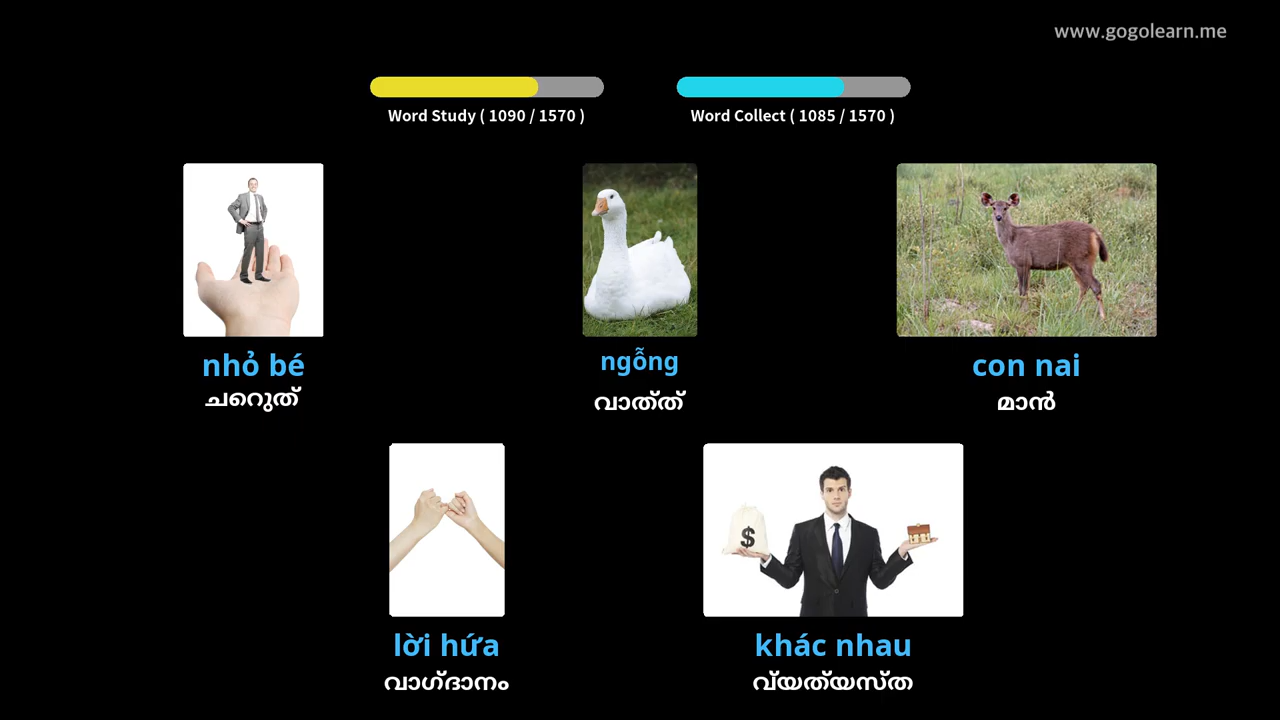 www.gogolearn.me
Word Study ( 1090 / 1570 )
Word Collect ( 1085 / 1570 )
nhỏ bé
ചെറുത്
ngỗng
വാത്ത്
con nai
മാൻ
$
lời hứa
വാഗ്ദാനം
khác nhau
വ്യത്യസ്ത